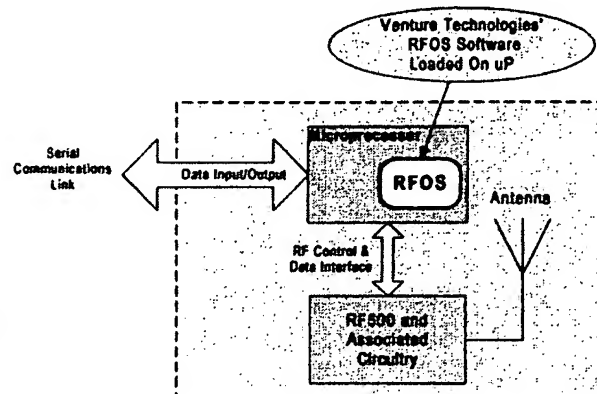 Venture Technologies'
RFOS Software
Loaded On uP
Microprocessor
Serial
Communications
Link
Data Input/Output
RFOS
Antenna
RF Control &
Data Interface
RF500 and
Associated
Circuitry